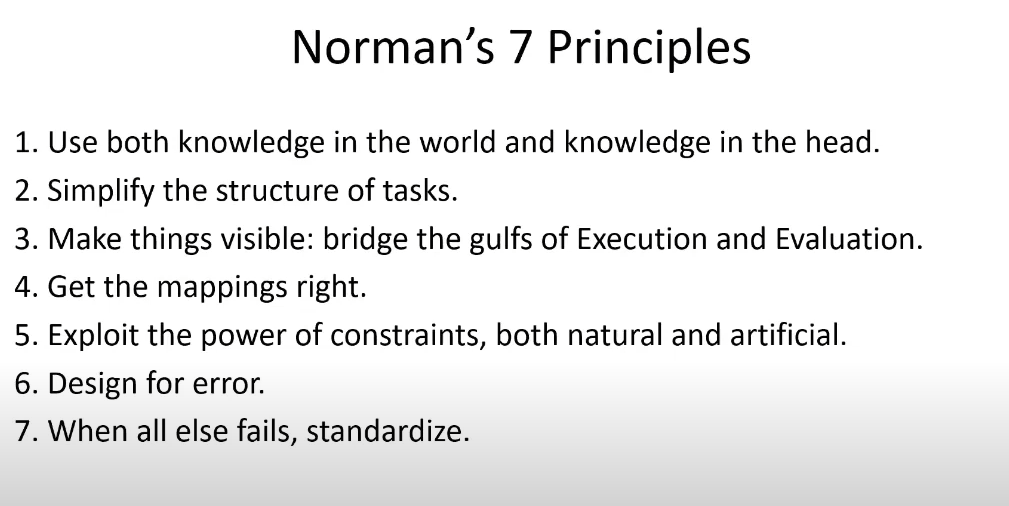 Norman’s 7 Principles
1. Use both knowledge in the world and knowledge in the head.
2. Simplify the structure of tasks.
3. Make things visible: bridge the gulfs of Execution and Evaluation.
4. Get the mappings right.
5. Exploit the power of constraints, both natural and artificial.
6. Design for error.
7. When all else fails, standardize.